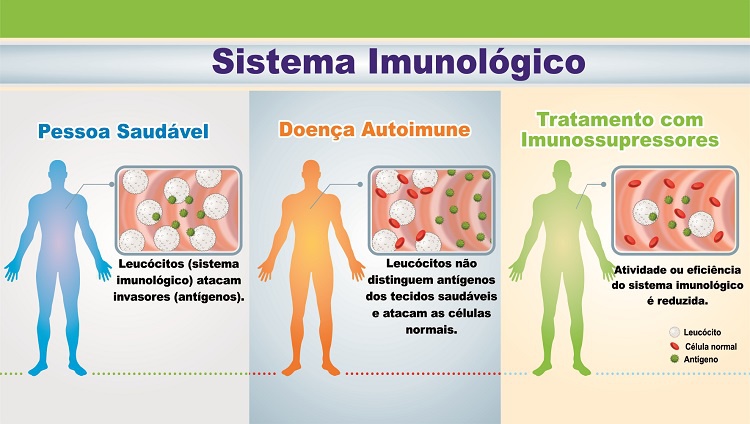 Sistema Imunológico
Pessoa Saudável
Leucócitos (sistema
imunológico) atacam
invasores (antígenos).
Doença Autoimune
Leucócitos não
distinguem antígenos
dos tecidos saudáveis
e atacam as células
normais.
Tratamento com
Imunossupressores
Atividade ou eficiência
do sistema imunológico
é reduzida.
Leucócito
Célula normal
Antígeno